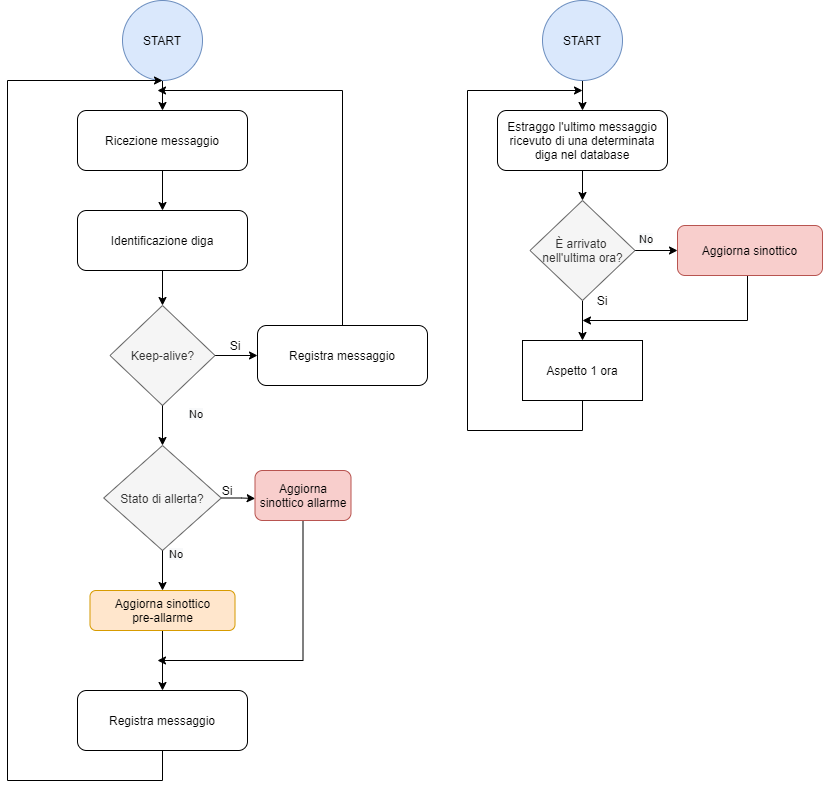 START
Ricezione messaggio
Identificazione diga
Keep-alive?
Si
Registra messaggio
No
Stato di allerta?
Si
Aggiorna
sinottico allarme
No
Aggiorna sinottico
pre-allarme
Registra messaggio
START
Estraggo l'ultimo messaggio
ricevuto di una determinata
diga nel database
È arrivato
nell'ultima ora?
No
Aggiorna sinottico
Si
Aspetto 1 ora